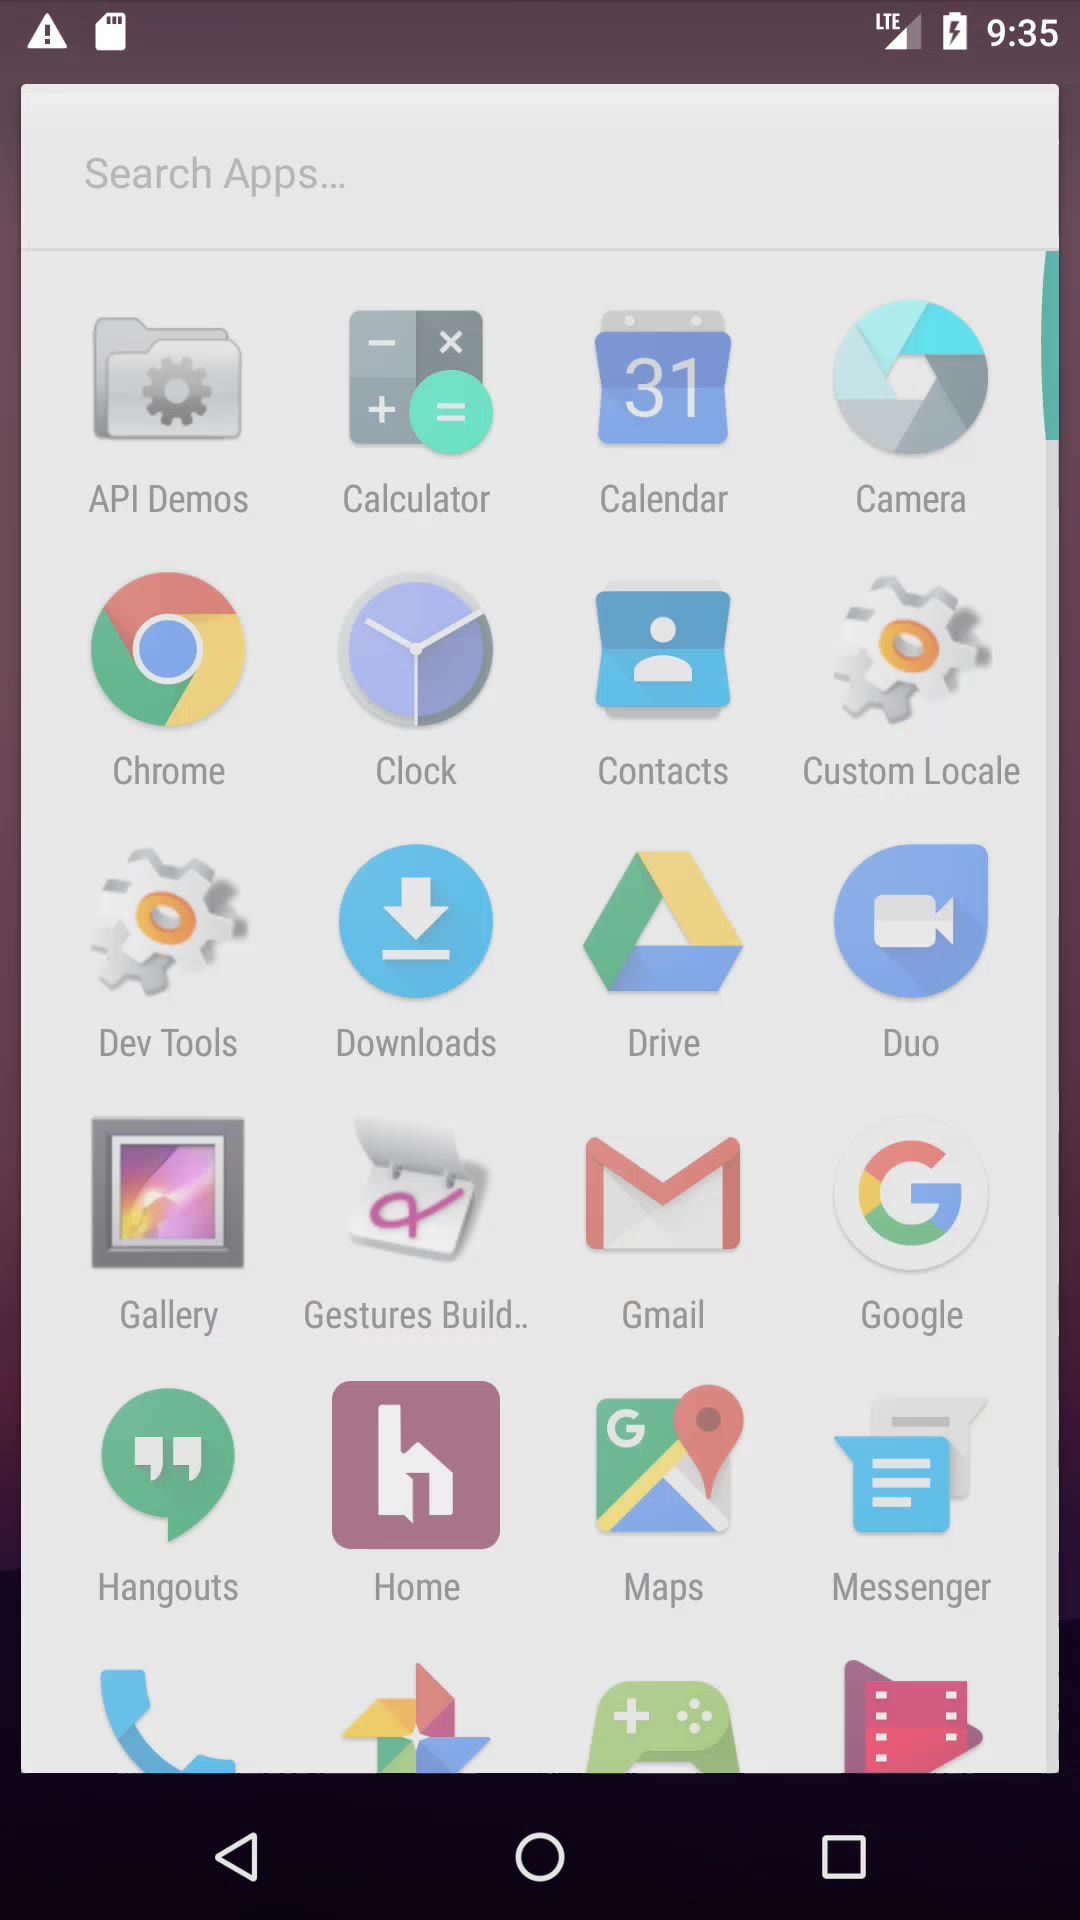 LTE 9:35
Search Apps...
31
API Demos Calculator Calendar Camera
Chrome Clock Contacts Custom Locale
Dev Tools Downloads Drive Duo
Gallery Gestures Build.. Gmail Google
Hangouts Home Maps Messenger